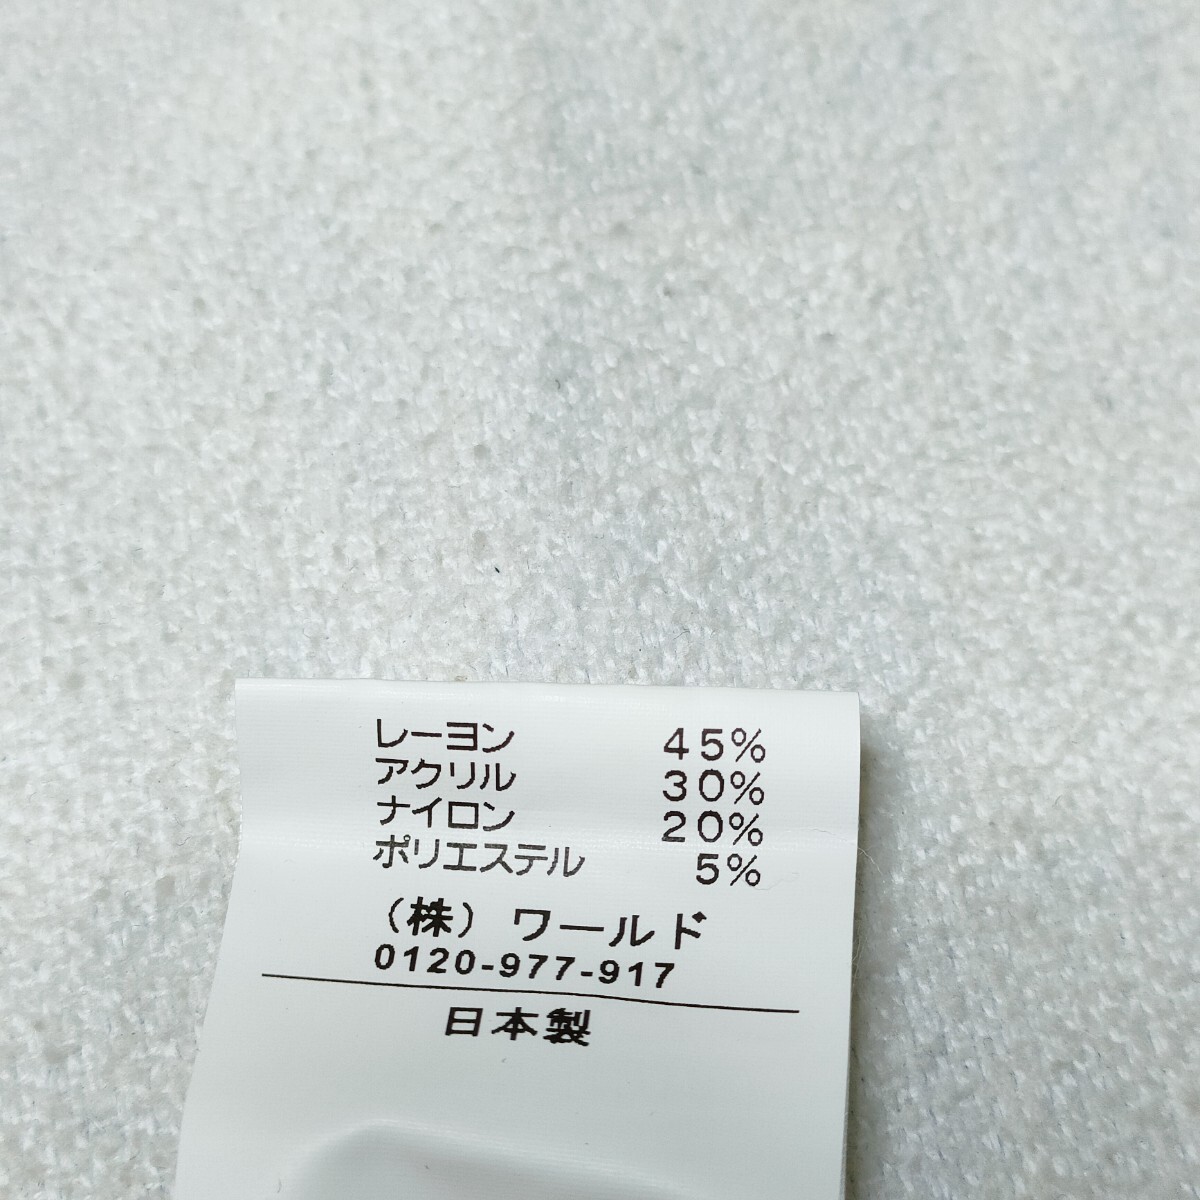 レーヨン 45%
アクリル 30%
ナイロン 20%
ポリエステル 5%
(株) ワールド
0120-977-917
日本製